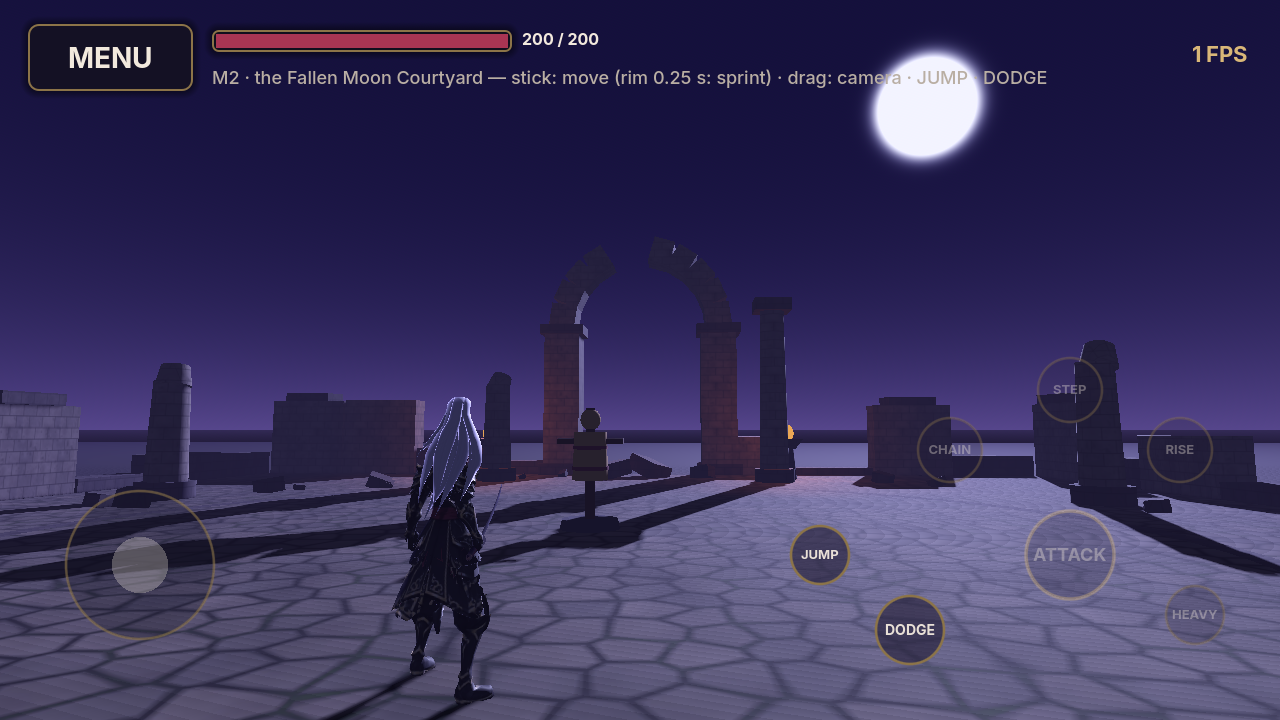 MENU
200 / 200
1 FPS
M2 · the Fallen Moon Courtyard — stick: move (rim 0.25 s: sprint) · drag: camera · JUMP · DODGE
STEP
CHAIN
RISE
JUMP
ATTACK
HEAVY
DODGE